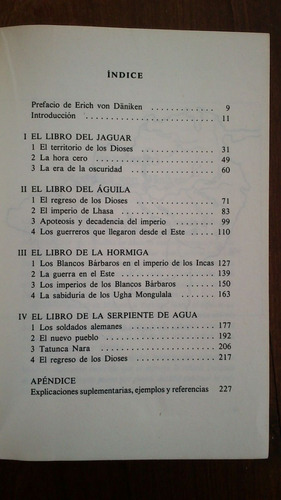 ÍNDICE
Prefacio de Erich von Däniken . . . . . . . . . 9
Introducción . . . . . . . . . . . . . 11
I EL LIBRO DEL JAGUAR
1 El territorio de los Dioses . . . . . . . . 31
2 La hora cero . . . . . . . . . . . . 49
3 La era de la oscuridad . . . . . . . . . 60
II EL LIBRO DEL ÁGUILA
1 El regreso de los Dioses . . . . . . . . . 71
2 El imperio de Lhasa . . . . . . . . . . 83
3 Apoteosis y decadencia del imperio . . . . . 99
4 Los guerreros que llegaron desde el Este . . . . 110
III EL LIBRO DE LA HORMIGA
1 Los Blancos Bárbaros en el imperio de los Incas 127
2 La guerra en el Este . . . . . . . . . . 139
3 Los imperios de los Blancos Bárbaros . . . . . 150
4 La sabiduría de los Ugha Mongulala . . . . . 163
IV EL LIBRO DE LA SERPIENTE DE AGUA
1 Los soldados alemanes . . . . . . . . . 177
2 El nuevo pueblo . . . . . . . . . . . 192
3 Tatunca Nara . . . . . . . . . . . . 206
4 El regreso de los Dioses . . . . . . . . . 217
APÉNDICE
Explicaciones suplementarias, ejemplos y referencias 227